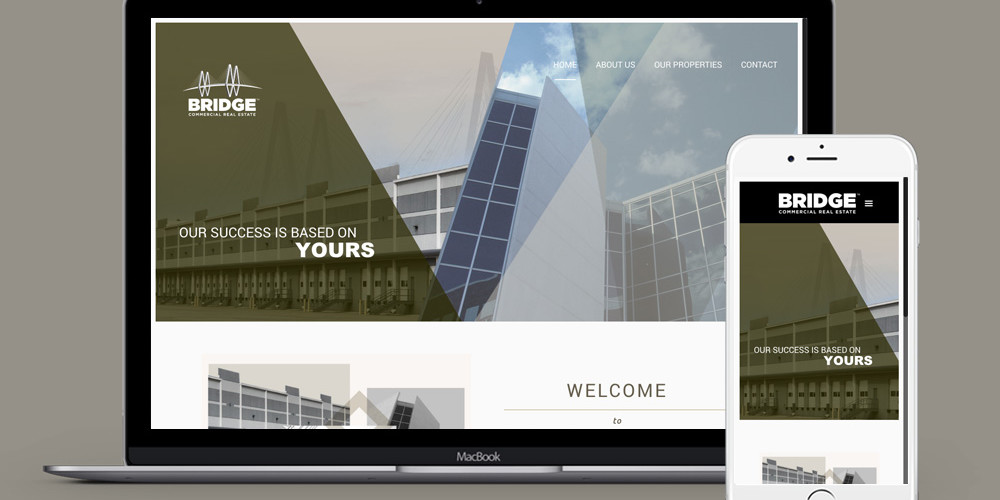 HOME ABOUT US OUR PROPERTIES CONTACT
BRIDGE
COMMERCIAL REAL ESTATE
OUR SUCCESS IS BASED ON
YOURS
WELCOME
to
MacBook
BRIDGE
COMMERCIAL REAL ESTATE
OUR SUCCESS IS BASED ON
YOURS